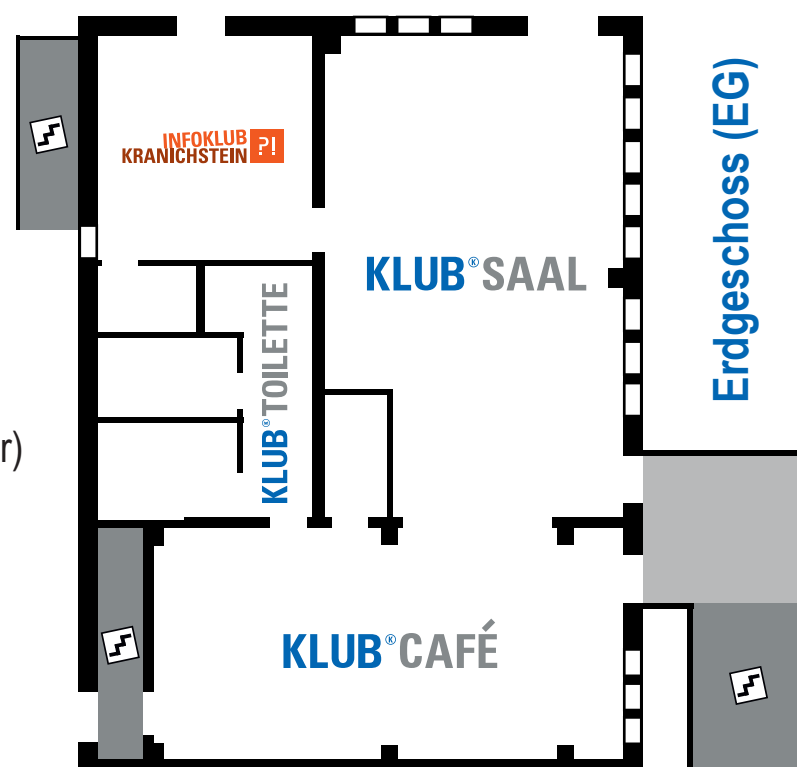 INFOKLUB
KRANICHSTEIN ?!
KLUB®SAAL
Erdgeschoss (EG)
KLUB®TOILETTE
r)
KLUB®CAFÉ